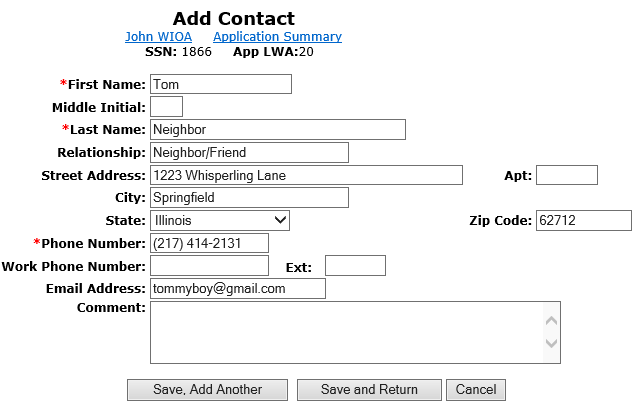 Add Contact
John WIOA Application Summary
SSN: 1866 App LWA:20
*First Name: Tom
Middle Initial:
*Last Name: Neighbor
Relationship: Neighbor/Friend
Street Address: 1223 Whisperling Lane Apt:
City: Springfield
State: Illinois Zip Code: 62712
*Phone Number: (217) 414-2131
Work Phone Number: Ext:
Email Address: tommyboy@gmail.com
Comment:
Save, Add Another Save and Return Cancel